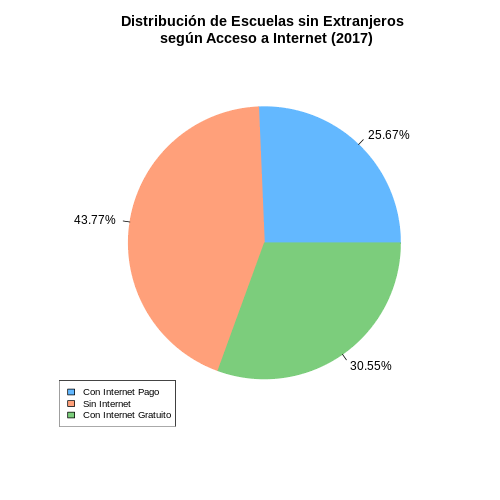 Distribución de Escuelas sin Extranjeros
según Acceso a Internet (2017)
25.67%
43.77%
30.55%
Con Internet Pago
Sin Internet
Con Internet Gratuito